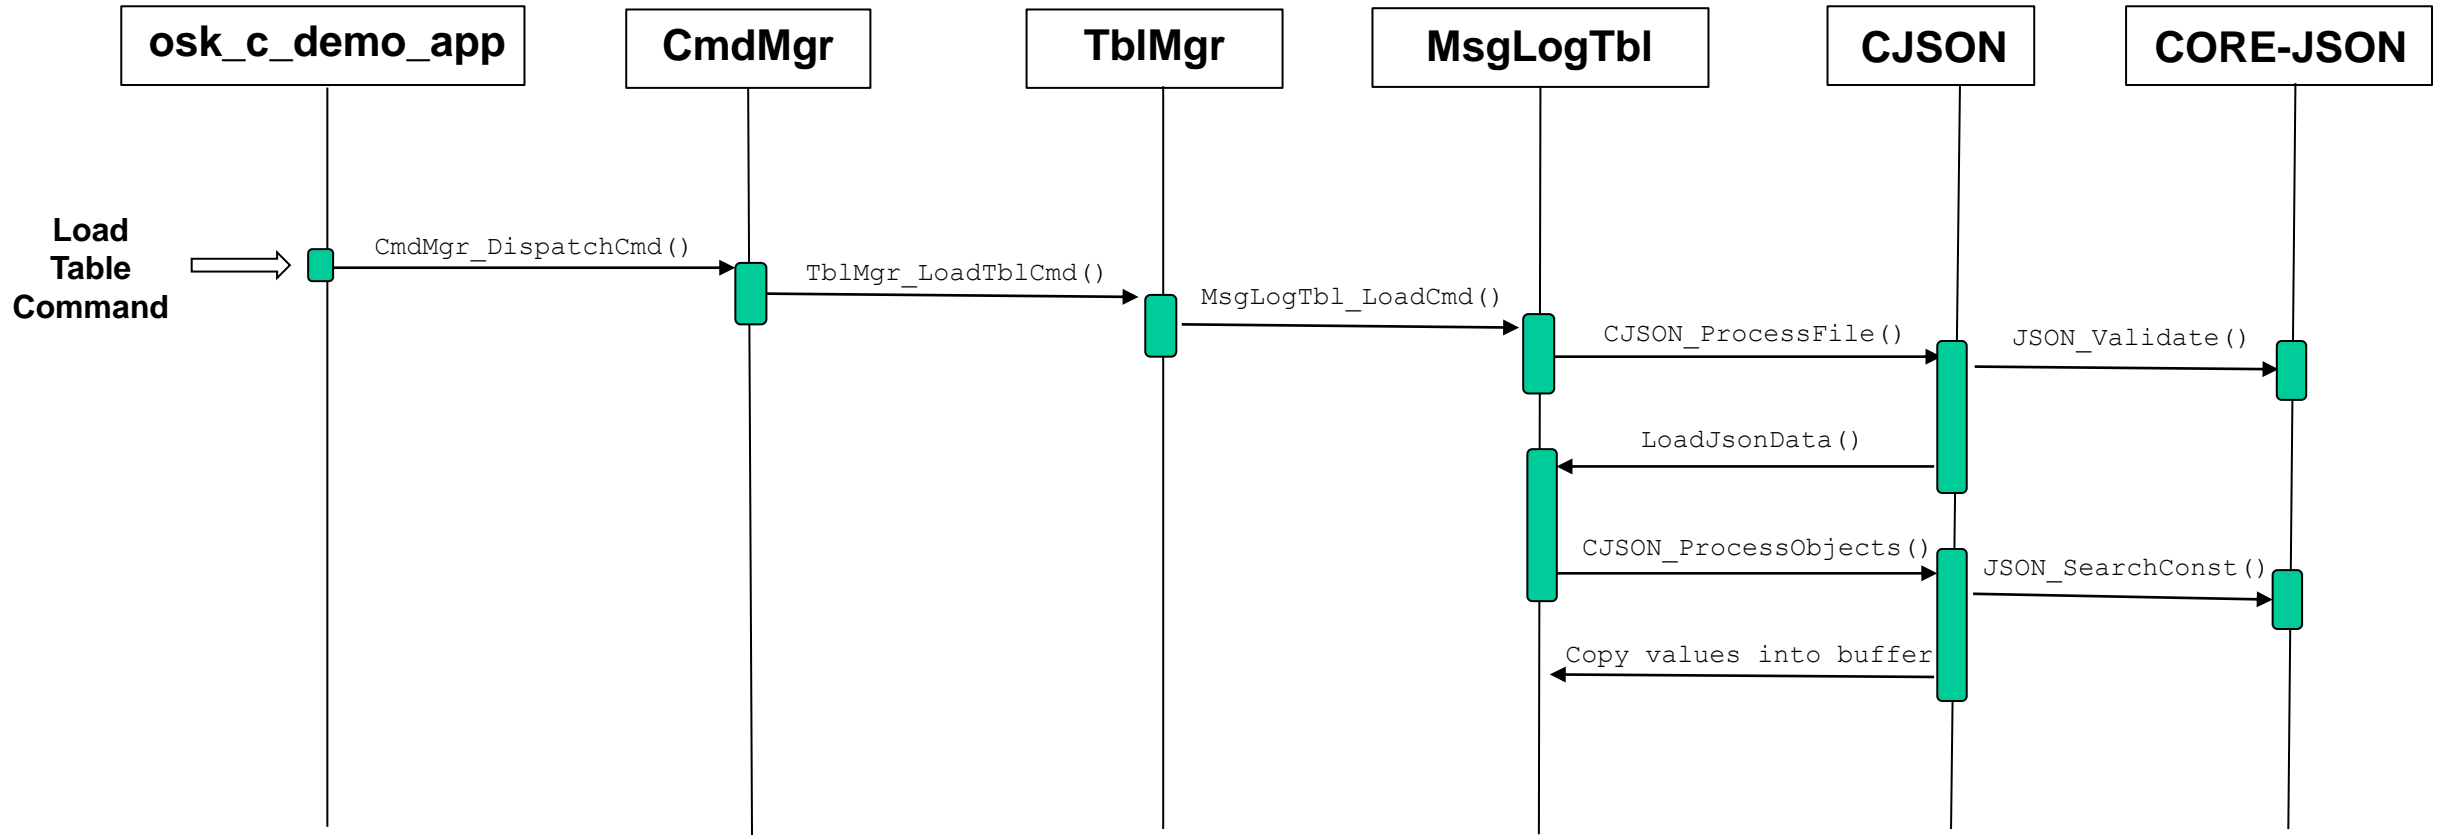 osk_c_demo_app
CmdMgr
TblMgr
MsgLogTbl
CJSON
CORE-JSON
Load
Table
Command
CmdMgr_DispatchCmd()
TblMgr_LoadTblCmd()
MsgLogTbl_LoadCmd()
CJSON_ProcessFile()
JSON_Validate()
LoadJsonData()
CJSON_ProcessObjects()
JSON_SearchConst()
Copy values into buffer